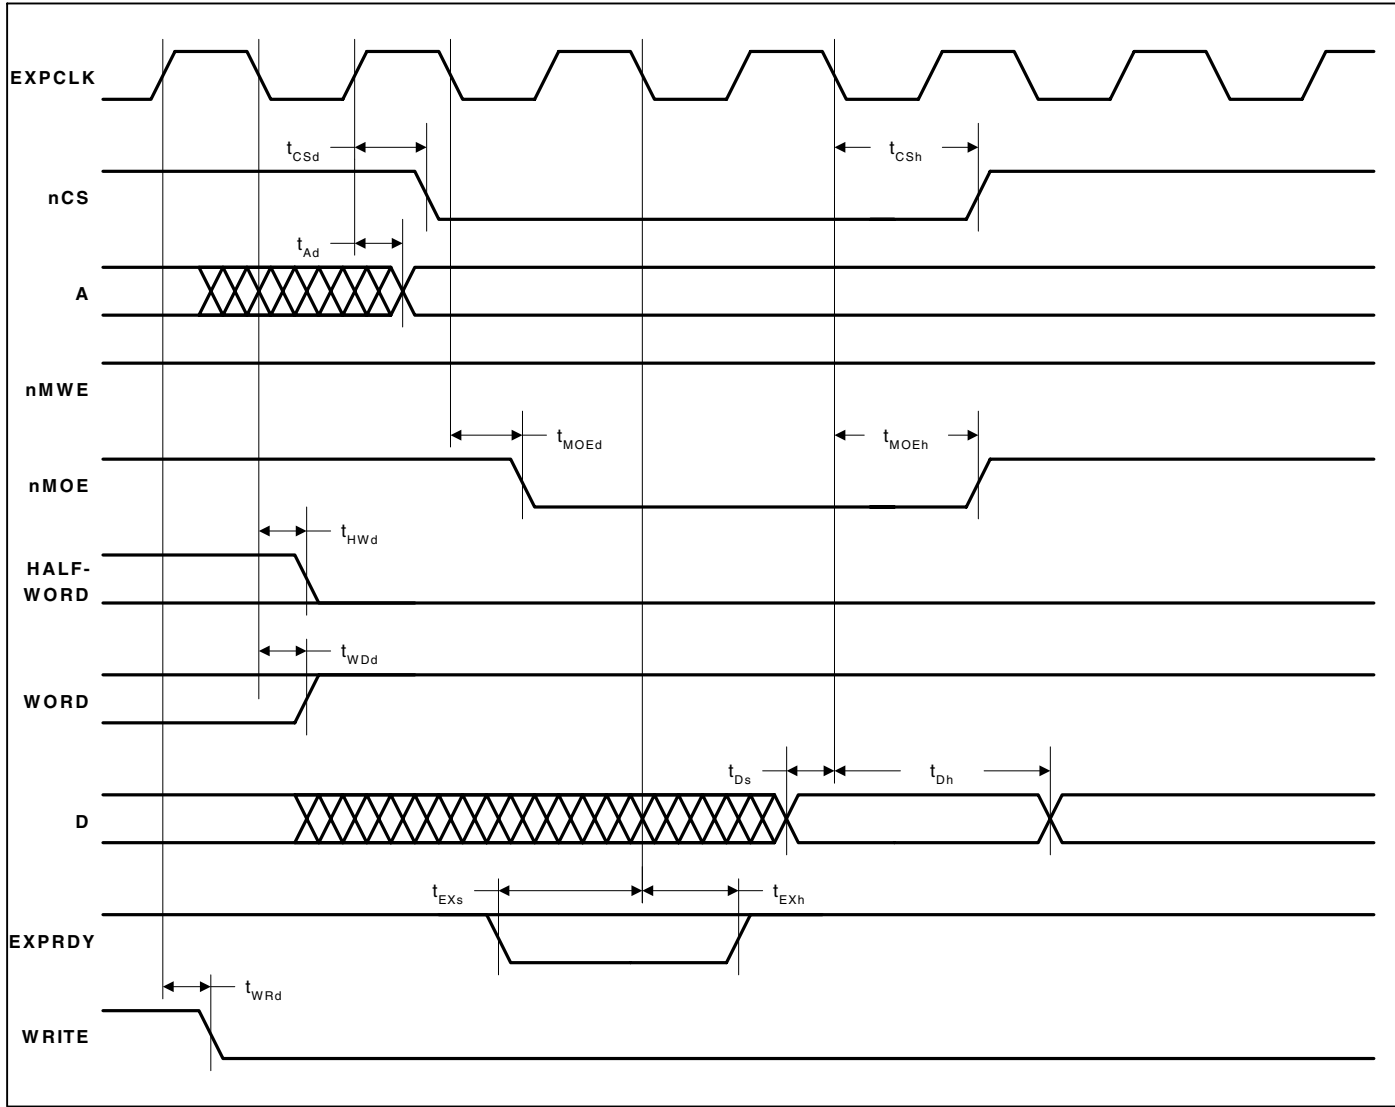 EXPCLK
tCSd
tCSh
nCS
tAd
A
nMWE
tMOEd
tMOEh
nMOE
tHWd
HALF-
WORD
tWDd
WORD
tDs
tDh
D
tEXs
tEXh
EXPRDY
tWRd
WRITE